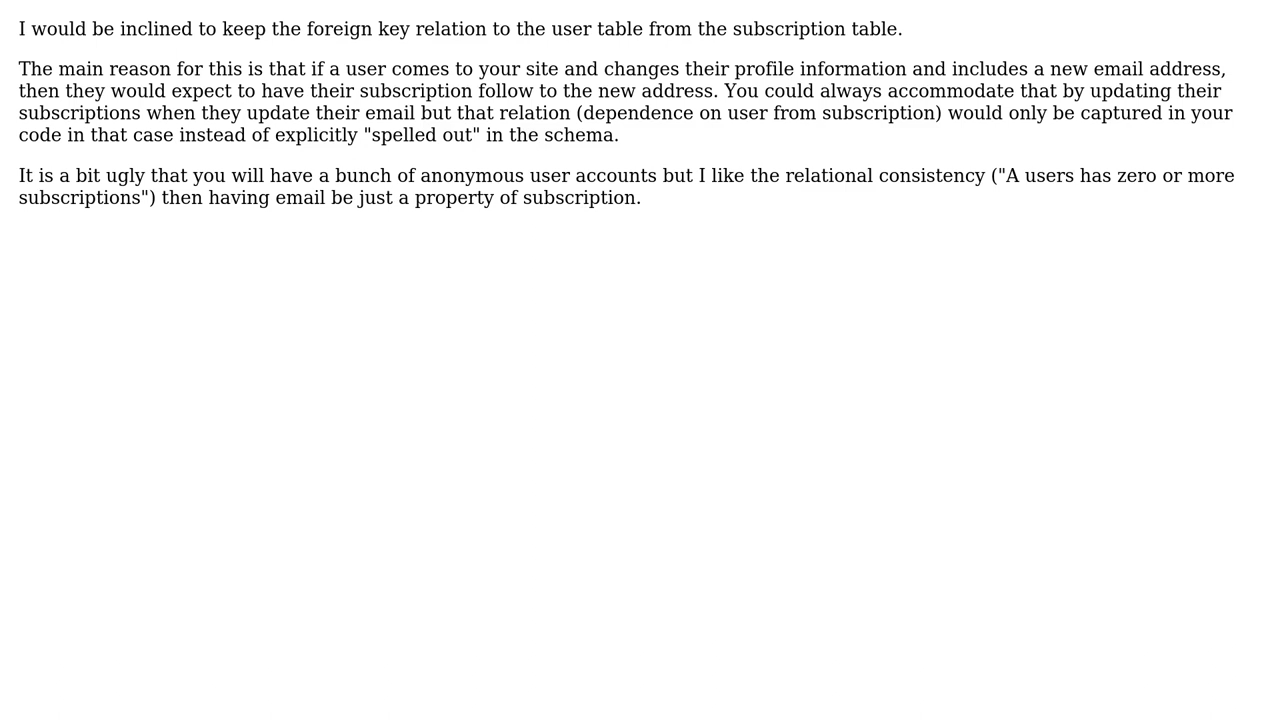 I would be inclined to keep the foreign key relation to the user table from the subscription table.
The main reason for this is that if a user comes to your site and changes their profile information and includes a new email address,
then they would expect to have their subscription follow to the new address. You could always accommodate that by updating their
subscriptions when they update their email but that relation (dependence on user from subscription) would only be captured in your
code in that case instead of explicitly "spelled out" in the schema.
It is a bit ugly that you will have a bunch of anonymous user accounts but I like the relational consistency ("A users has zero or more
subscriptions") then having email be just a property of subscription.